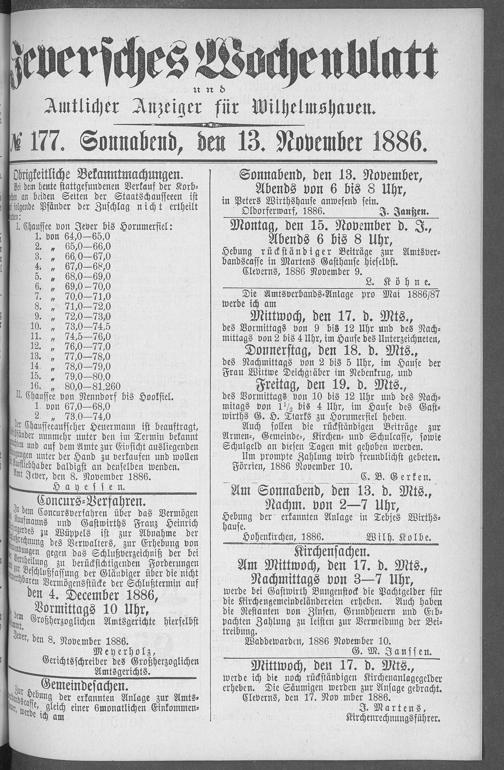 Jeversches Wochenblatt
und
Amtlicher Anzeiger für Wilhelmshaven.
№ 177. Sonnabend, den 13. November 1886.
Obrigkeitliche Bekanntmachungen.
Bei dem heute stattgefundenen Verkauf der Korb-
an beiden Seiten der Staatschausseen ist
folgende Pfänder der Zuschlag nicht ertheilt
I. Chaussee von Jever bis Hornmersiel:
1. von 64,0—65,0
2. „ 65,0—66,0
3. „ 66,0—67,0
4. „ 67,0—68,0
5. „ 68,0—69,0
6. „ 69,0—70,0
7. „ 70,0—71,0
8. „ 71,0—72,0
9. „ 72,0—73,0
10. „ 73,0—74,5
11. „ 74,5—76,0
12. „ 76,0—77,0
13. „ 77,0—78,0
14. „ 78,0—79,0
15. „ 79,0—80,0
16. „ 80,0—81,260
II. Chaussee von Nenndorf bis Hooksiel.
1 von 67,0—68,0
2 „ 73,0—74,0
Der Chausseeaufseher Heuermann ist beauftragt,
Pfänder nunmehr unter den im Termin bekannt
und auf dem Amte zur Einsicht ausliegenden
unter der Hand zu verkaufen und wollen
Kaufliebhaber baldigst an denselben wenden.
Amt Jever, den 8. November 1886.
Hayessen.
Concurs-Verfahren.
In dem Concursverfahren über das Vermögen
Kaufmanns und Gastwirths Franz Heinrich
zu Wüppels ist zur Abnahme der
des Verwalters, zur Erhebung von
gegen das Schlußverzeichniß der bei
Vertheilung zu berücksichtigenden Forderungen
zur Beschlußfassung der Gläubiger über die nicht
Vermögensstücke der Schlußtermin auf
den 4. December 1886,
Vormittags 10 Uhr,
dem Großherzoglichen Amtsgerichte hierselbst
Jever, den 8. November 1886.
Meyerholz,
Gerichtsschreiber des Großherzoglichen
Amtsgerichts.
Gemeindesachen.
Zur Hebung der erkannten Anlage zur Amts-
gleich einer 6monatlichen Einkommen-
werde ich am
Sonnabend, den 13. November,
Abends von 6 bis 8 Uhr,
in Peters Wirthshause anwesend sein.
Oldorferwarf, 1886. J. Janßen.
Montag, den 15. November d. J.,
Abends 6 bis 8 Uhr,
Hebung rückständiger Beiträge zur Amtsver-
bandscasse in Martens Gasthause hieselbst.
Cleverns, 1886 November 9.
L. Köhne.
Die Amtsverbands-Anlage pro Mai 1886/87
werde ich am
Mittwoch, den 17. d. Mts.,
des Vormittags von 9 bis 12 Uhr und des Nach-
mittags von 2 bis 4 Uhr, im Hause des Unterzeichneten,
Donnerstag, den 18. d. Mts.,
des Nachmittags von 2 bis 5 Uhr, im Hause der
Frau Wittwe Deichgräber im Nebenkrug, und
Freitag, den 19. d. Mts.,
des Vormittags von 10 bis 12 Uhr und des Nach-
mittags von 1½ bis 4 Uhr, im Hause des Gast-
wirths G. H. Tiarks zu Hornmersiel heben.
Auch sollen die rückständigen Beiträge zur
Armen-, Gemeinde-, Kirchen- und Schulcasse, sowie
Schulgeld an diesen Tagen mit gehoben werden.
Um prompte Zahlung wird freundlichst gebeten.
Förrien, 1886 November 10.
C. B. Gerken.
Am Sonnabend, den 13. d. Mts.,
Nachm. von 2—7 Uhr,
Hebung der erkannten Anlage in Tebjes Wirths-
hause.
Hohenkirchen, 1886. Wilh. Kolbe.
Kirchensachen.
Am Mittwoch, den 17. d. Mts.,
Nachmittags von 3—7 Uhr,
werde bei Gastwirth Bungenstock die Pachtgelder für
die Kirchengemeindeländereien heben. Auch haben
die Restanten von Zinsen, Grundheuern und Erb-
pachten Zahlung zu leisten zur Vermeidung der Bei-
treibung.
Waddewarden, 1886 November 10.
G. M. Janssen.
Mittwoch, den 17. d. Mts.,
werde ich die noch rückständigen Kirchenanlagegelder
erheben. Die Säumigen werden zur Ansage gebracht.
Cleverns, den 17. Nov mber 1886.
J. Martens,
Kirchenrechnungsführer.